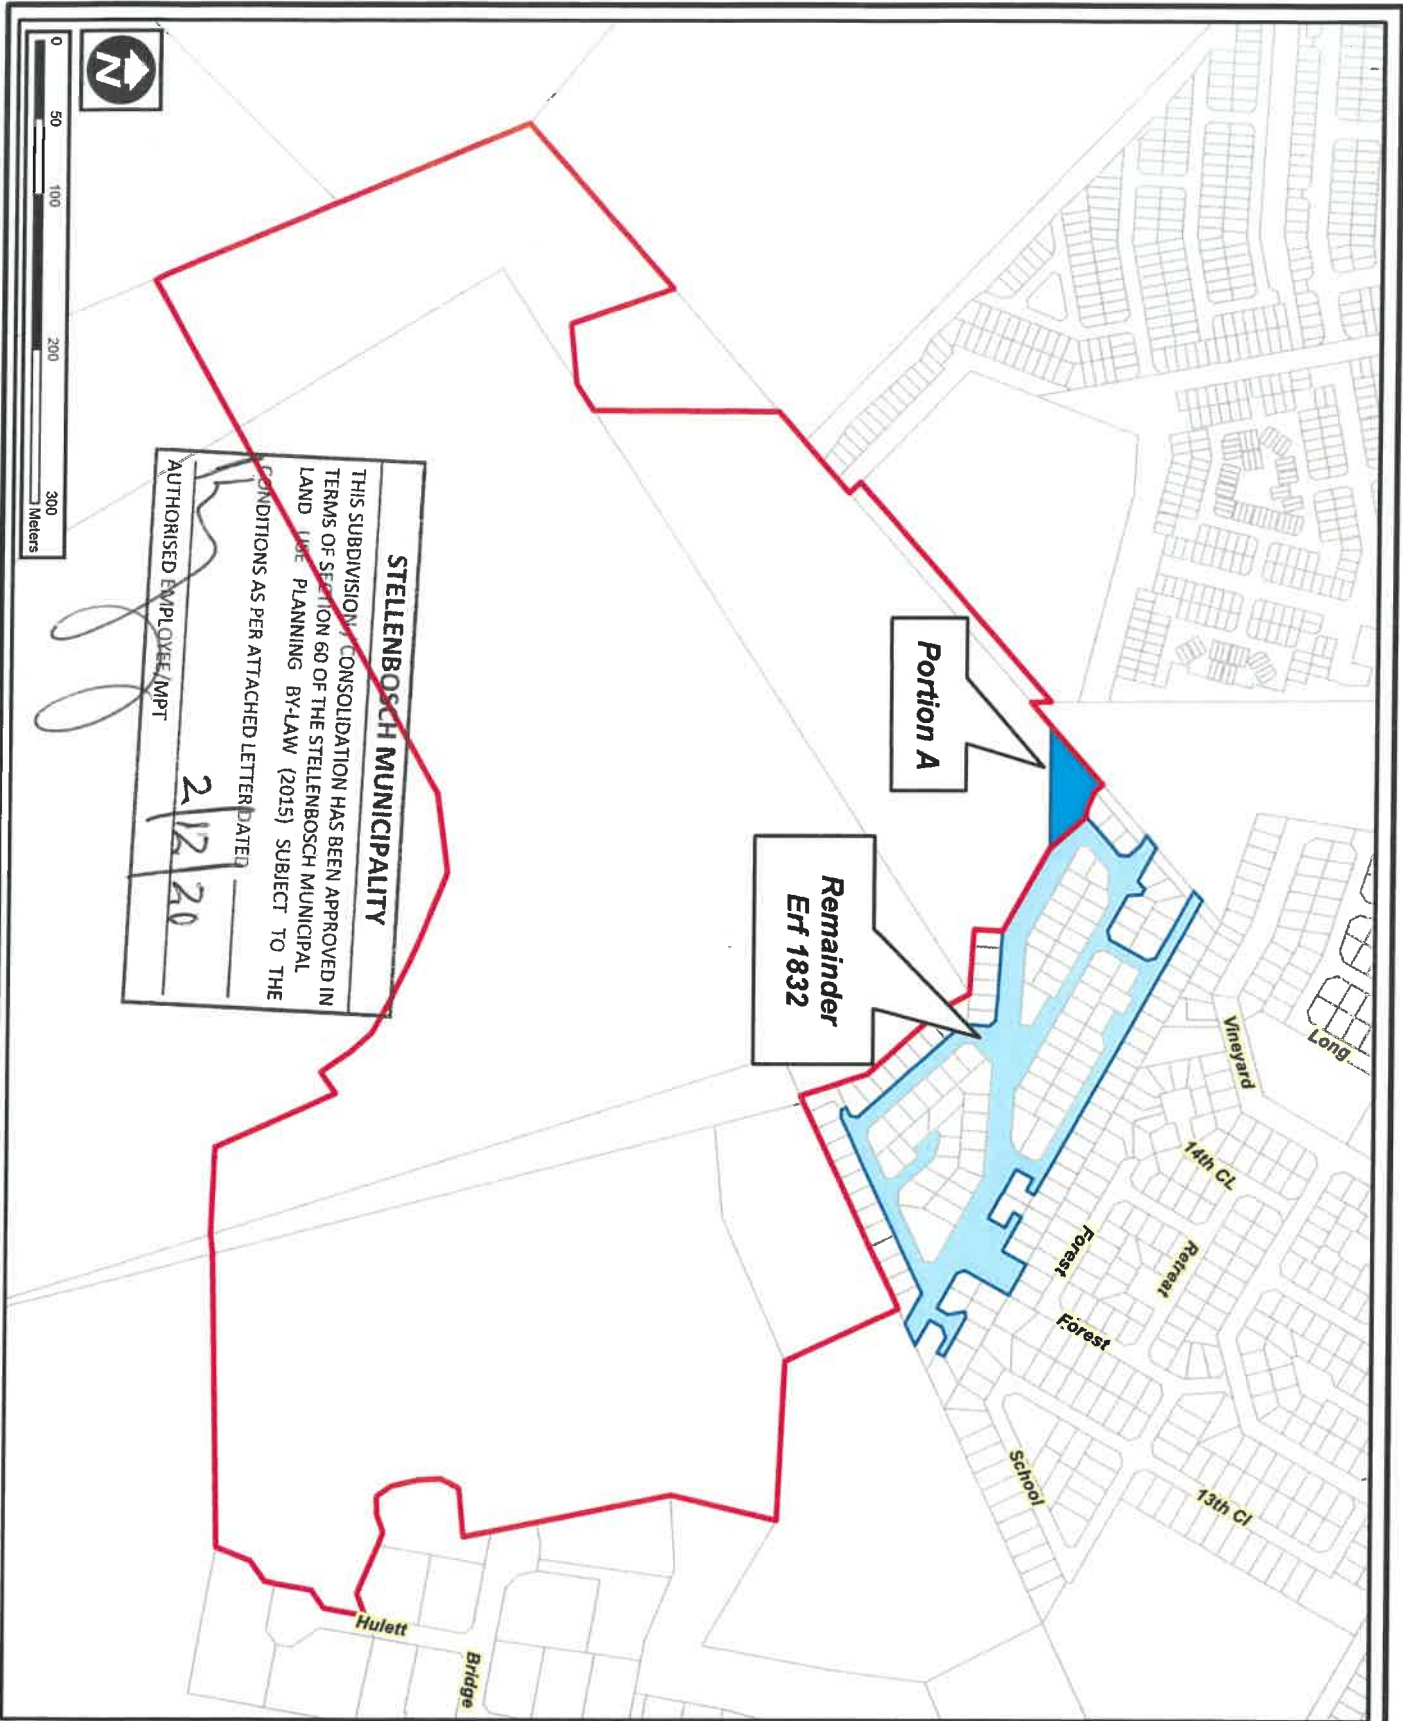 N
0 50 100 200 300
Meters
Portion A
Remainder
Erf 1832
Long
Vineyard
14th CL
Retreat
Forest
Forest
School
13th Cl
Hulett
Bridge
STELLENBOSCH MUNICIPALITY
THIS SUBDIVISION / CONSOLIDATION HAS BEEN APPROVED IN
TERMS OF SECTION 60 OF THE STELLENBOSCH MUNICIPAL
LAND USE PLANNING BY-LAW (2015) SUBJECT TO THE
CONDITIONS AS PER ATTACHED LETTER DATED
2/12/20
AUTHORISED EMPLOYEE/MPT